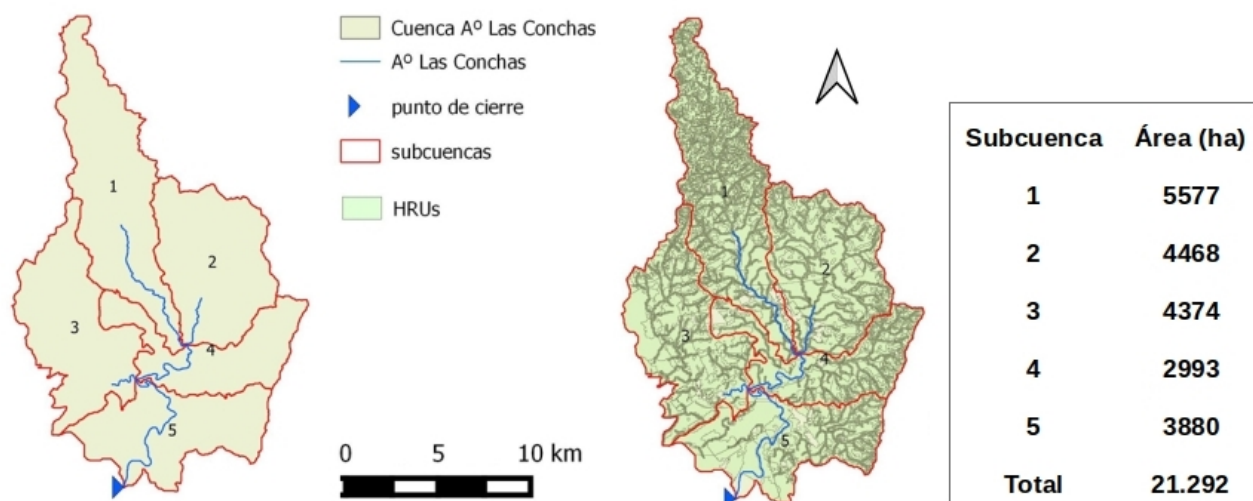 Cuenca Aº Las Conchas
Aº Las Conchas
punto de cierre
subcuencas
HRUs
1
2
3
4
5
0 5 10 km
1
2
3
4
5
Subcuenca Área (ha)
1 5577
2 4468
3 4374
4 2993
5 3880
Total 21.292